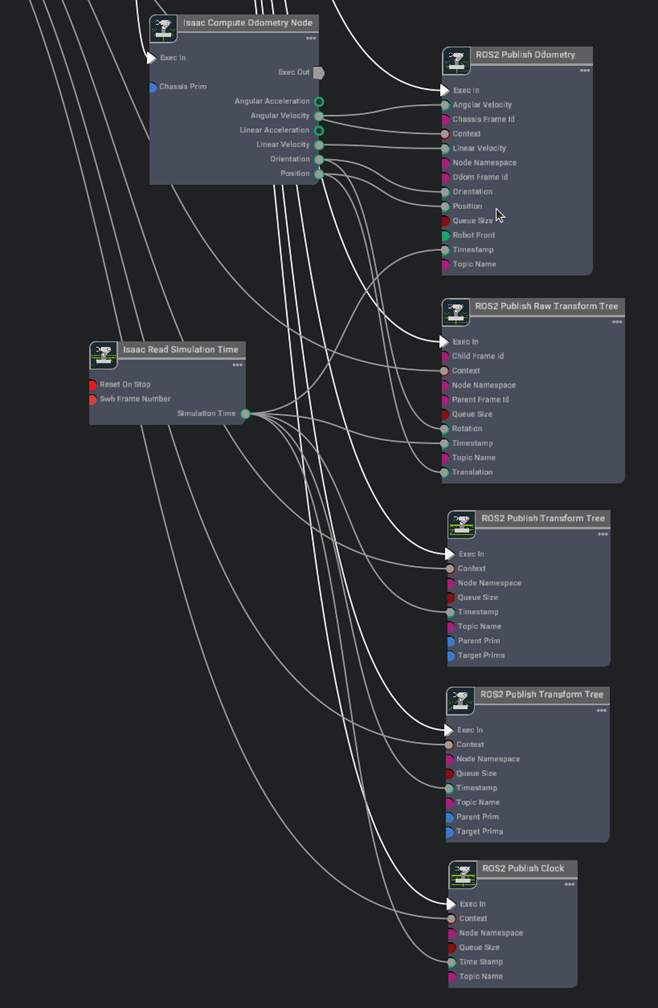 Isaac Compute Odometry Node
Exec In
Exec Out
Chassis Prim
Angular Acceleration
Angular Velocity
Linear Acceleration
Linear Velocity
Orientation
Position
ROS2 Publish Odometry
Exec In
Angular Velocity
Chassis Frame Id
Context
Linear Velocity
Node Namespace
Odom Frame Id
Orientation
Position
Queue Size
Robot Front
Timestamp
Topic Name
ROS2 Publish Raw Transform Tree
Exec In
Child Frame Id
Context
Node Namespace
Parent Frame Id
Queue Size
Rotation
Timestamp
Topic Name
Translation
Isaac Read Simulation Time
Reset On Stop
Swh Frame Number
Simulation Time
ROS2 Publish Transform Tree
Exec In
Context
Node Namespace
Queue Size
Timestamp
Topic Name
Parent Prim
Target Prims
ROS2 Publish Transform Tree
Exec In
Context
Node Namespace
Queue Size
Timestamp
Topic Name
Parent Prim
Target Prims
ROS2 Publish Clock
Exec In
Context
Node Namespace
Queue Size
Time Stamp
Topic Name